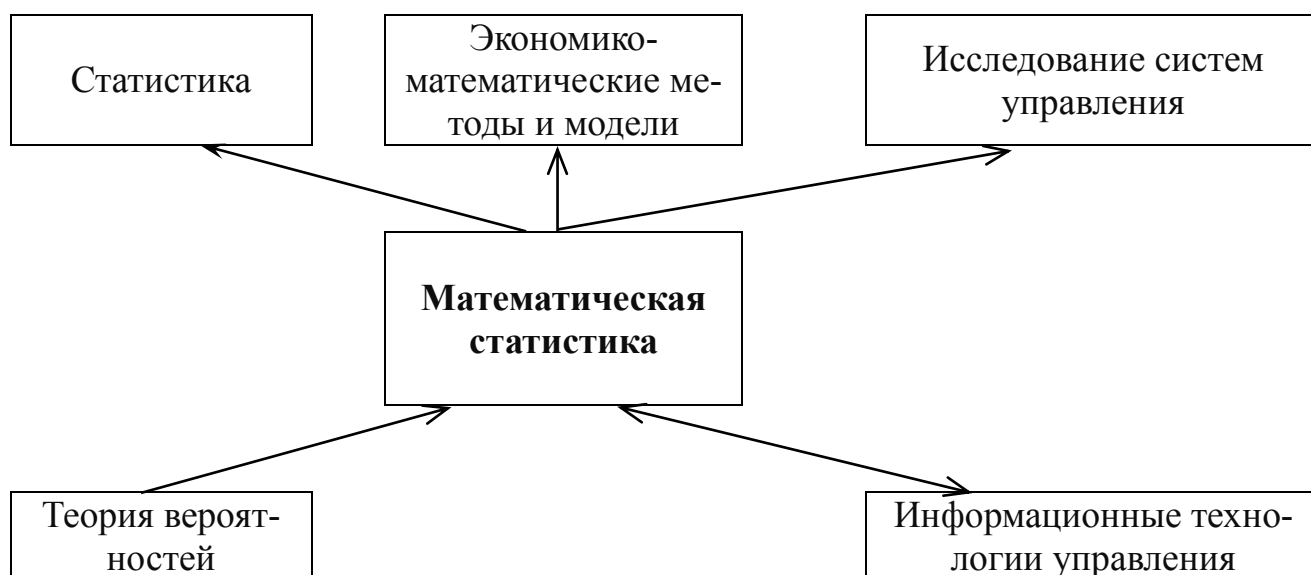 Статистика
Экономико-
математические ме-
тоды и модели
Исследование систем
управления
Математическая
статистика
Теория вероят-
ностей
Информационные техно-
логии управления